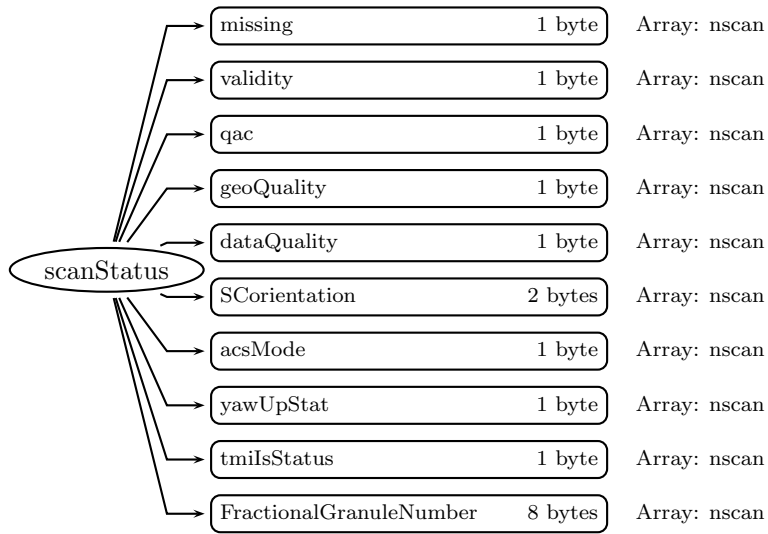 missing 1 byte Array: nscan
validity 1 byte Array: nscan
qac 1 byte Array: nscan
geoQuality 1 byte Array: nscan
dataQuality 1 byte Array: nscan
scanStatus
SCorientation 2 bytes Array: nscan
acsMode 1 byte Array: nscan
yawUpStat 1 byte Array: nscan
tmiIsStatus 1 byte Array: nscan
FractionalGranuleNumber 8 bytes Array: nscan